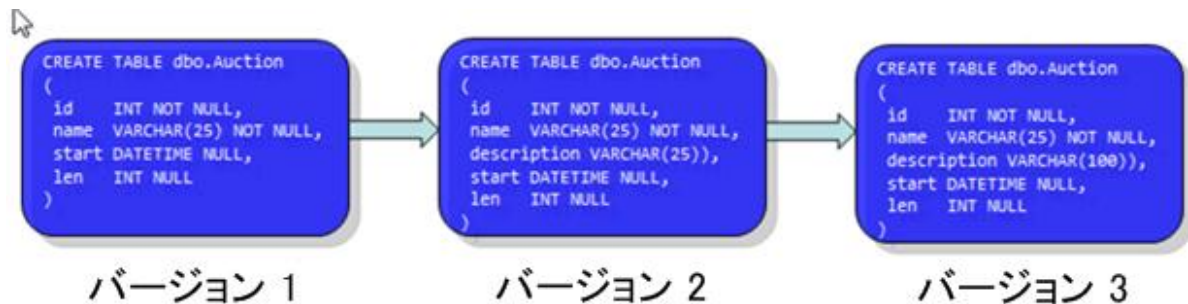 CREATE TABLE dbo.Auction
(
id INT NOT NULL,
name VARCHAR(25) NOT NULL,
start DATETIME NULL,
len INT NULL
)
バージョン 1
CREATE TABLE dbo.Auction
(
id INT NOT NULL,
name VARCHAR(25) NOT NULL,
description VARCHAR(25)),
start DATETIME NULL,
len INT NULL
)
バージョン 2
CREATE TABLE dbo.Auction
(
id INT NOT NULL,
name VARCHAR(25) NOT NULL,
description VARCHAR(100)),
start DATETIME NULL,
len INT NULL
)
バージョン 3